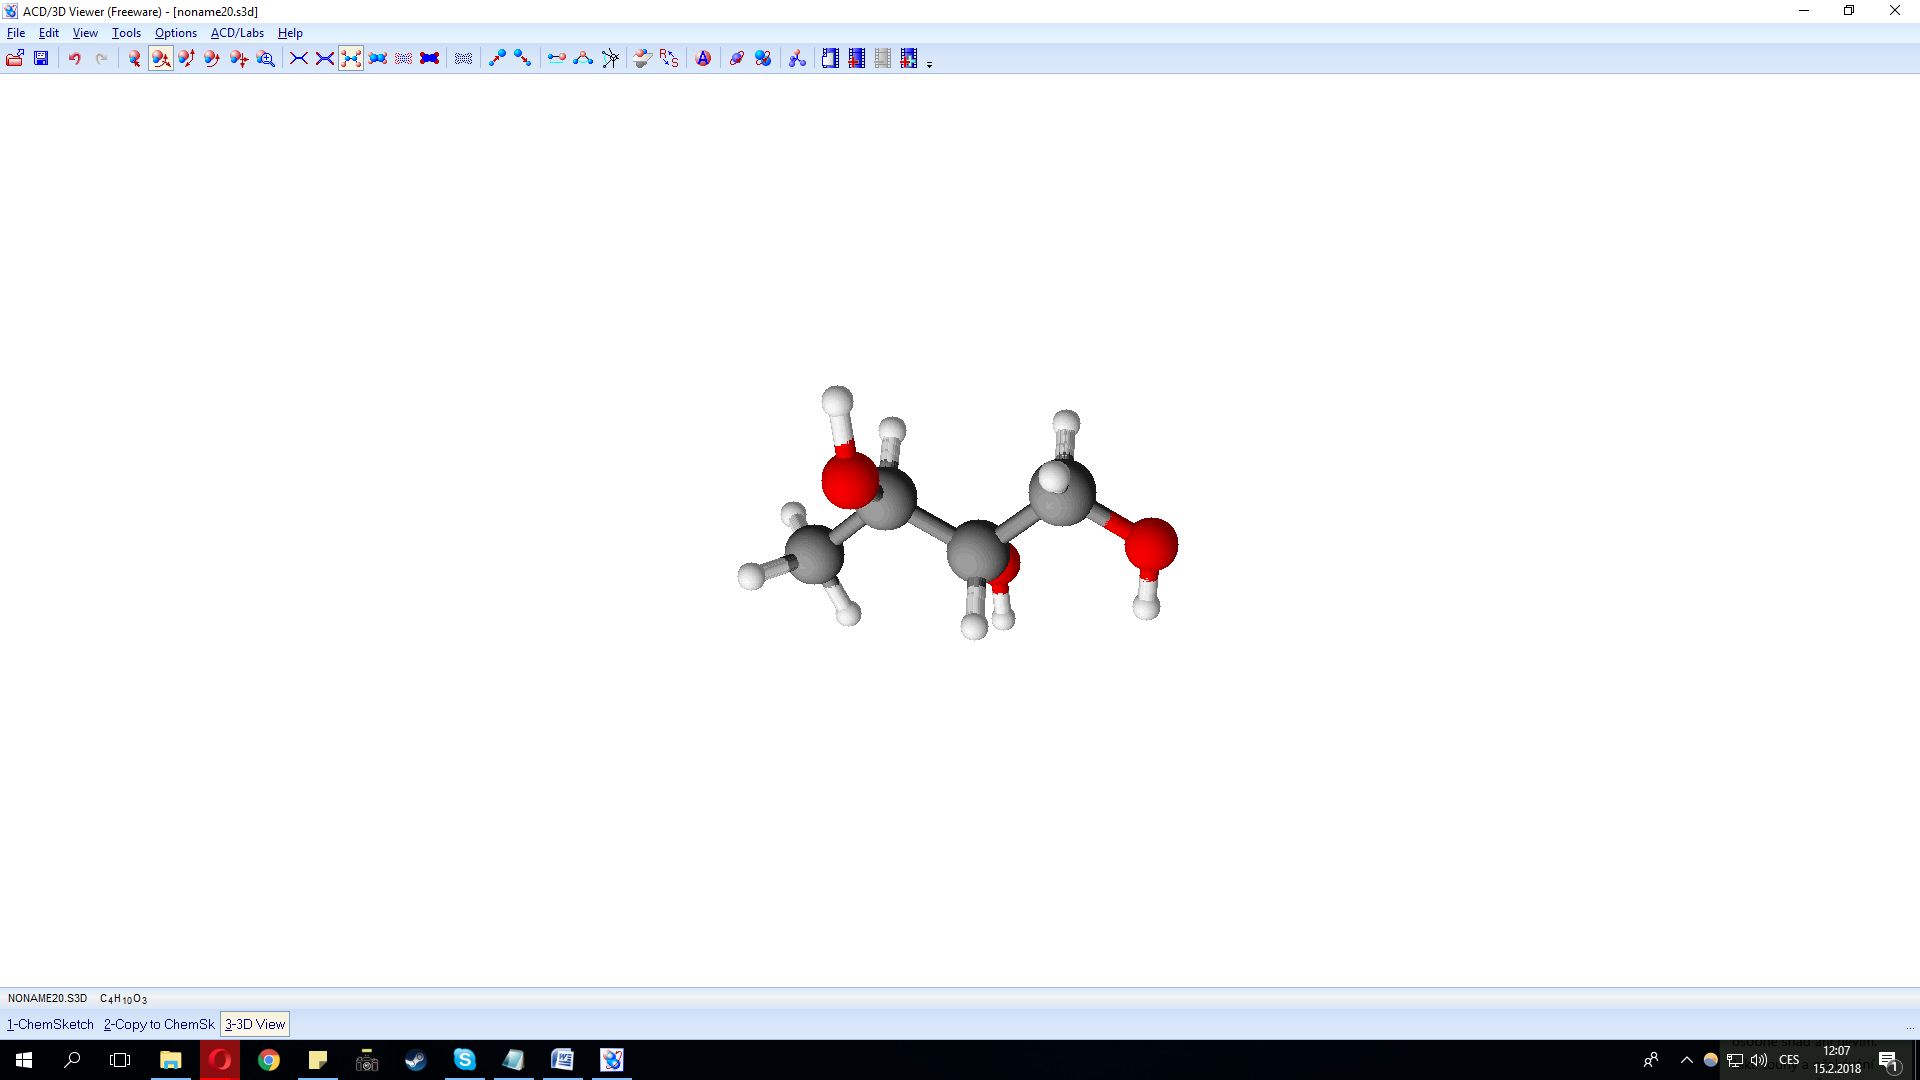 ACD/3D Viewer (Freeware) - [noname20.s3d]
File Edit View Tools Options ACD/Labs Help
NONAME20.S3D C4H10O3
1-ChemSketch 2-Copy to ChemSk 3-3D View
CES
12:07
15.2.2018
1